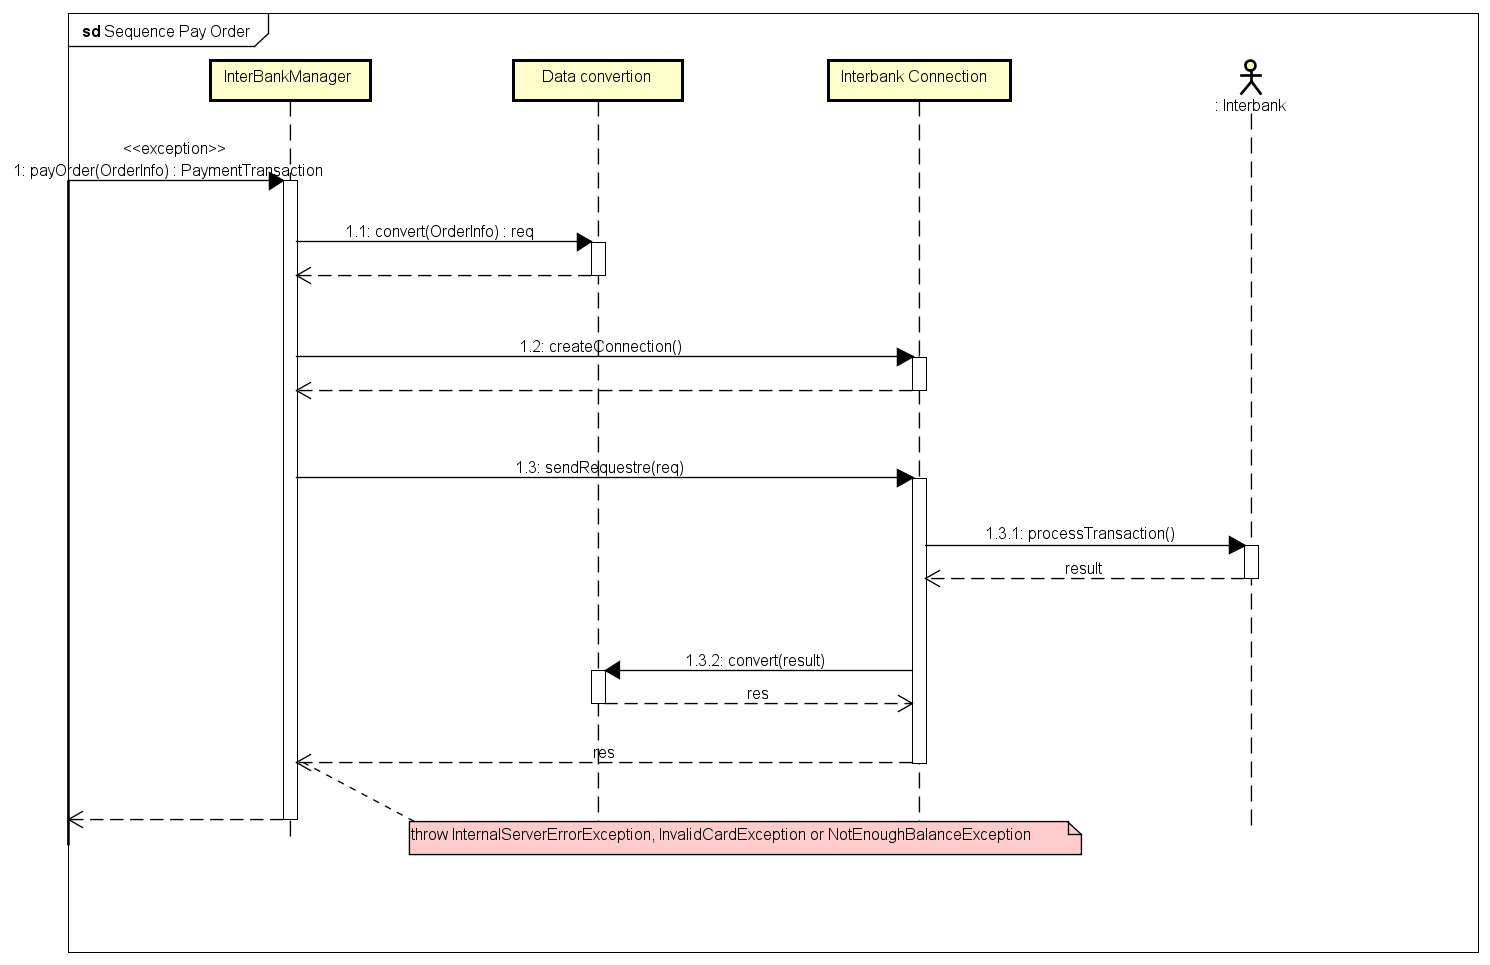 sd Sequence Pay Order
InterBankManager
Data convertion
Interbank Connection
: Interbank
<<exception>>
1: payOrder(OrderInfo) : PaymentTransaction
1.1: convert(OrderInfo) : req
1.2: createConnection()
1.3: sendRequestre(req)
1.3.1: processTransaction()
result
1.3.2: convert(result)
res
res
throw InternalServerErrorException, InvalidCardException or NotEnoughBalanceException